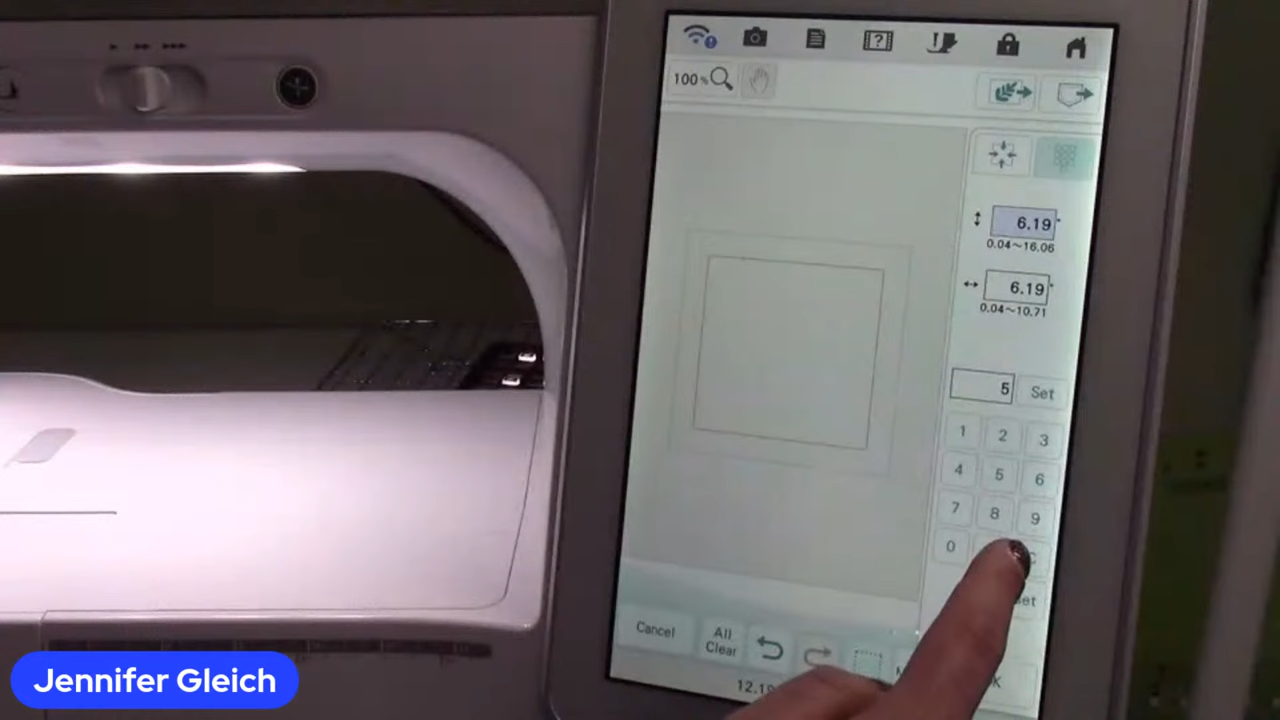 100%
6.19"
0.04~16.06
6.19"
0.04~10.71
5 Set
1 2 3
4 5 6
7 8 9
0 C
Cancel
All
Clear
Jennifer Gleich